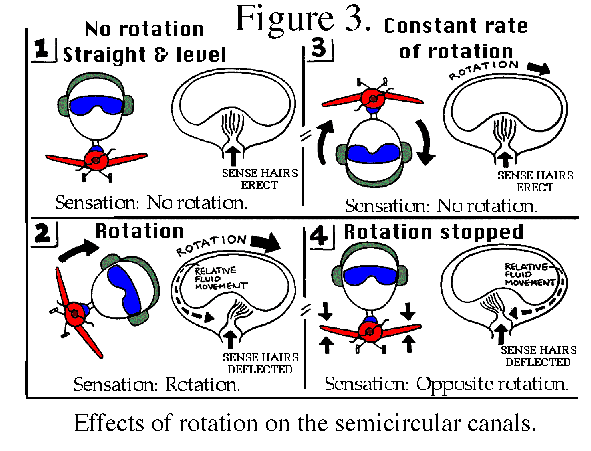 Figure 3.
1
No rotation
Straight & level
SENSE HAIRS
ERECT
Sensation: No rotation.
2
Rotation
ROTATION
RELATIVE
FLUID
MOVEMENT
SENSE HAIRS
DEFLECTED
Sensation: Rotation.
3
Constant rate
of rotation
ROTATION
SENSE HAIRS
ERECT
Sensation: No rotation.
4
Rotation stopped
RELATIVE
FLUID
MOVEMENT
SENSE HAIRS
DEFLECTED
Sensation: Opposite rotation.
Effects of rotation on the semicircular canals.